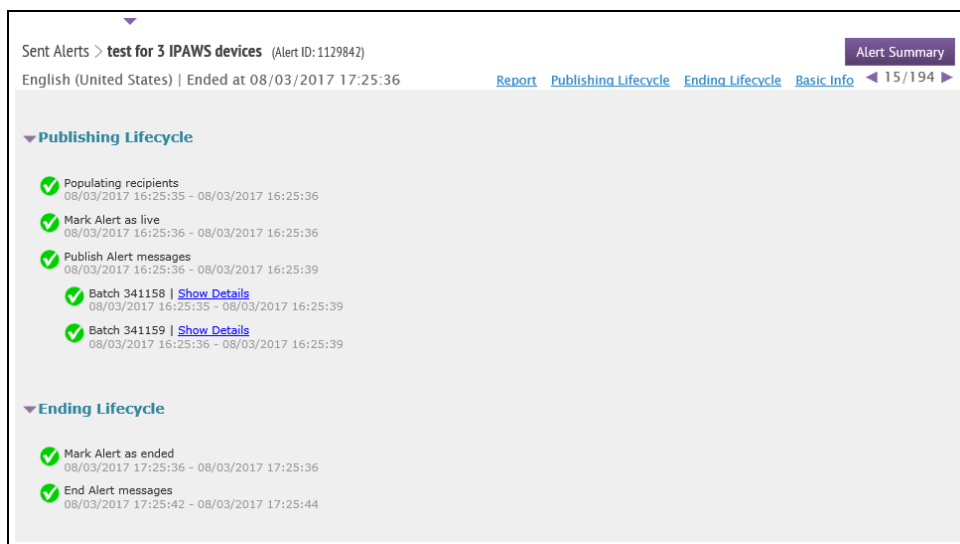 Sent Alerts > test for 3 IPAWS devices (Alert ID: 1129842)
Alert Summary
English (United States) | Ended at 08/03/2017 17:25:36
Report Publishing Lifecycle Ending Lifecycle Basic Info 15/194
Publishing Lifecycle
Populating recipients
08/03/2017 16:25:35 - 08/03/2017 16:25:36
Mark Alert as live
08/03/2017 16:25:36 - 08/03/2017 16:25:36
Publish Alert messages
08/03/2017 16:25:36 - 08/03/2017 16:25:39
Batch 341158 | Show Details
08/03/2017 16:25:35 - 08/03/2017 16:25:39
Batch 341159 | Show Details
08/03/2017 16:25:36 - 08/03/2017 16:25:39
Ending Lifecycle
Mark Alert as ended
08/03/2017 17:25:36 - 08/03/2017 17:25:36
End Alert messages
08/03/2017 17:25:42 - 08/03/2017 17:25:44